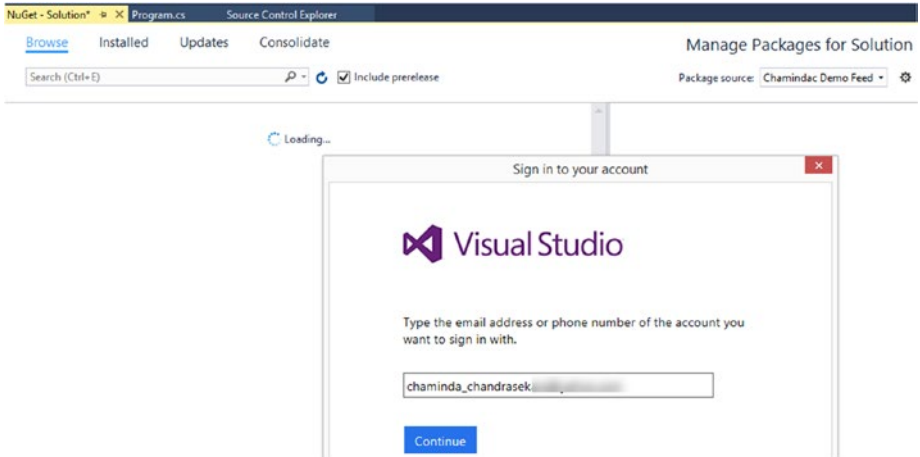 NuGet - Solution* Program.cs Source Control Explorer
Browse Installed Updates Consolidate
Manage Packages for Solution
Search (Ctrl+E) Include prerelease
Package source: Chamindac Demo Feed
Loading...
Sign in to your account
Visual Studio
Type the email address or phone number of the account you
want to sign in with.
chaminda_chandrasek
Continue